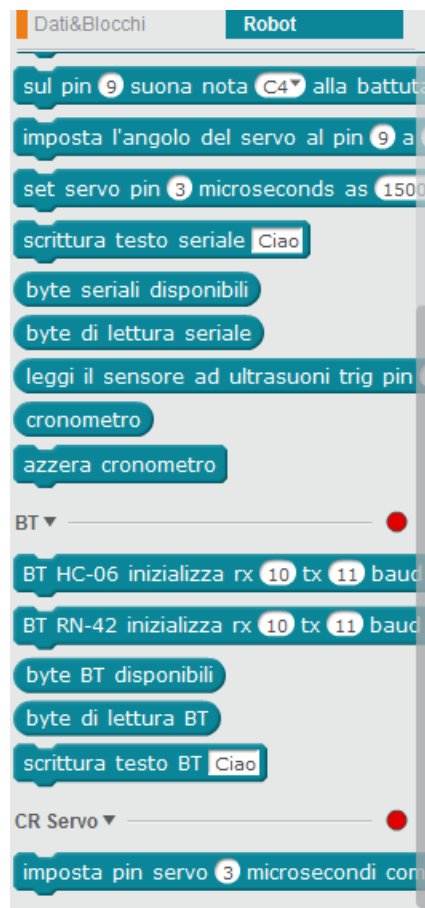 Dati&Blocchi Robot
sul pin 9 suona nota C4 alla battuta
imposta l'angolo del servo al pin 9 a
set servo pin 3 microseconds as 1500
scrittura testo seriale Ciao
byte seriali disponibili
byte di lettura seriale
leggi il sensore ad ultrasuoni trig pin
cronometro
azzera cronometro
BT
BT HC-06 inizializza rx 10 tx 11 baud
BT RN-42 inizializza rx 10 tx 11 baud
byte BT disponibili
byte di lettura BT
scrittura testo BT Ciao
CR Servo
imposta pin servo 3 microsecondi com